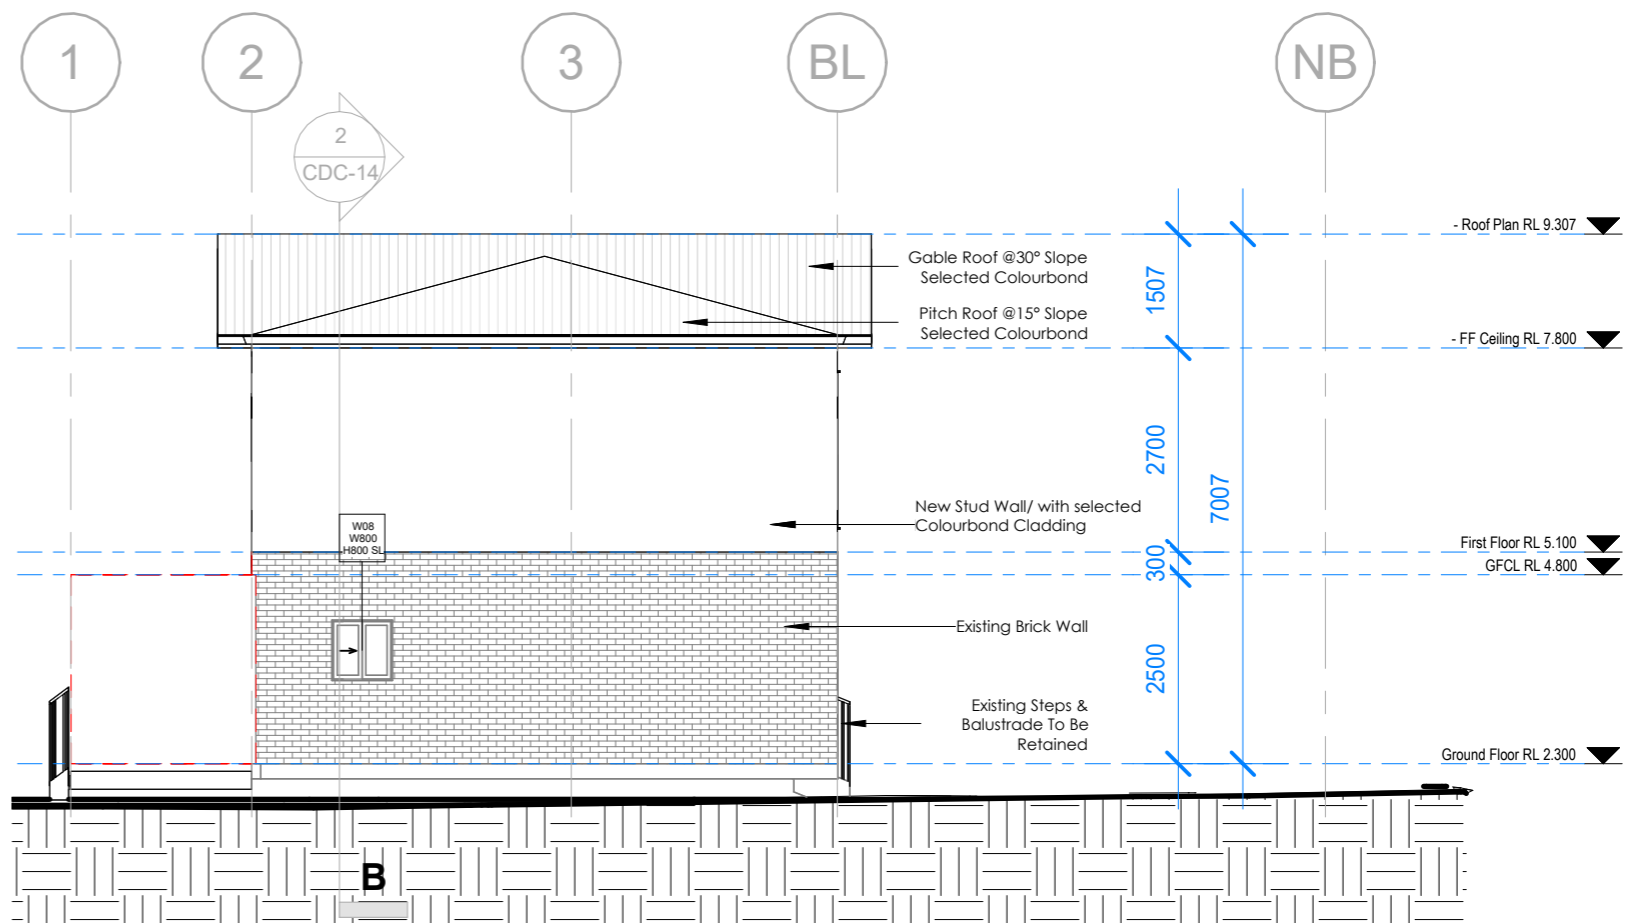 1
2
3
BL
NB
2
CDC-14
- Roof Plan RL 9.307
Gable Roof @30° Slope
Selected Colourbond
1507
Pitch Roof @15° Slope
Selected Colourbond
- FF Ceiling RL 7.800
2700
7007
New Stud Wall/ with selected
Colourbond Cladding
W08
W800
H800 SL
First Floor RL 5.100
300
GFCL RL 4.800
Existing Brick Wall
2500
Existing Steps &
Balustrade To Be
Retained
Ground Floor RL 2.300
B